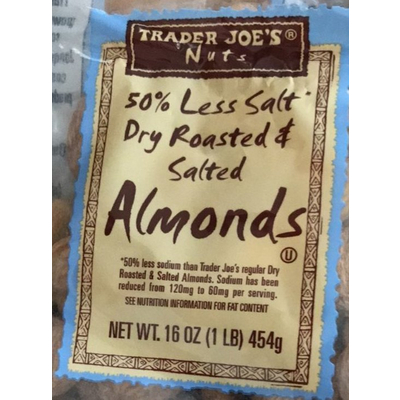 TRADER JOE'S®
Nuts
50% Less Salt*
Dry Roasted &
Salted
Almonds
U
*50% less sodium than Trader Joe's regular Dry
Roasted & Salted Almonds. Sodium has been
reduced from 120mg to 60mg per serving.
SEE NUTRITION INFORMATION FOR FAT CONTENT
NET WT. 16 OZ (1 LB) 454g